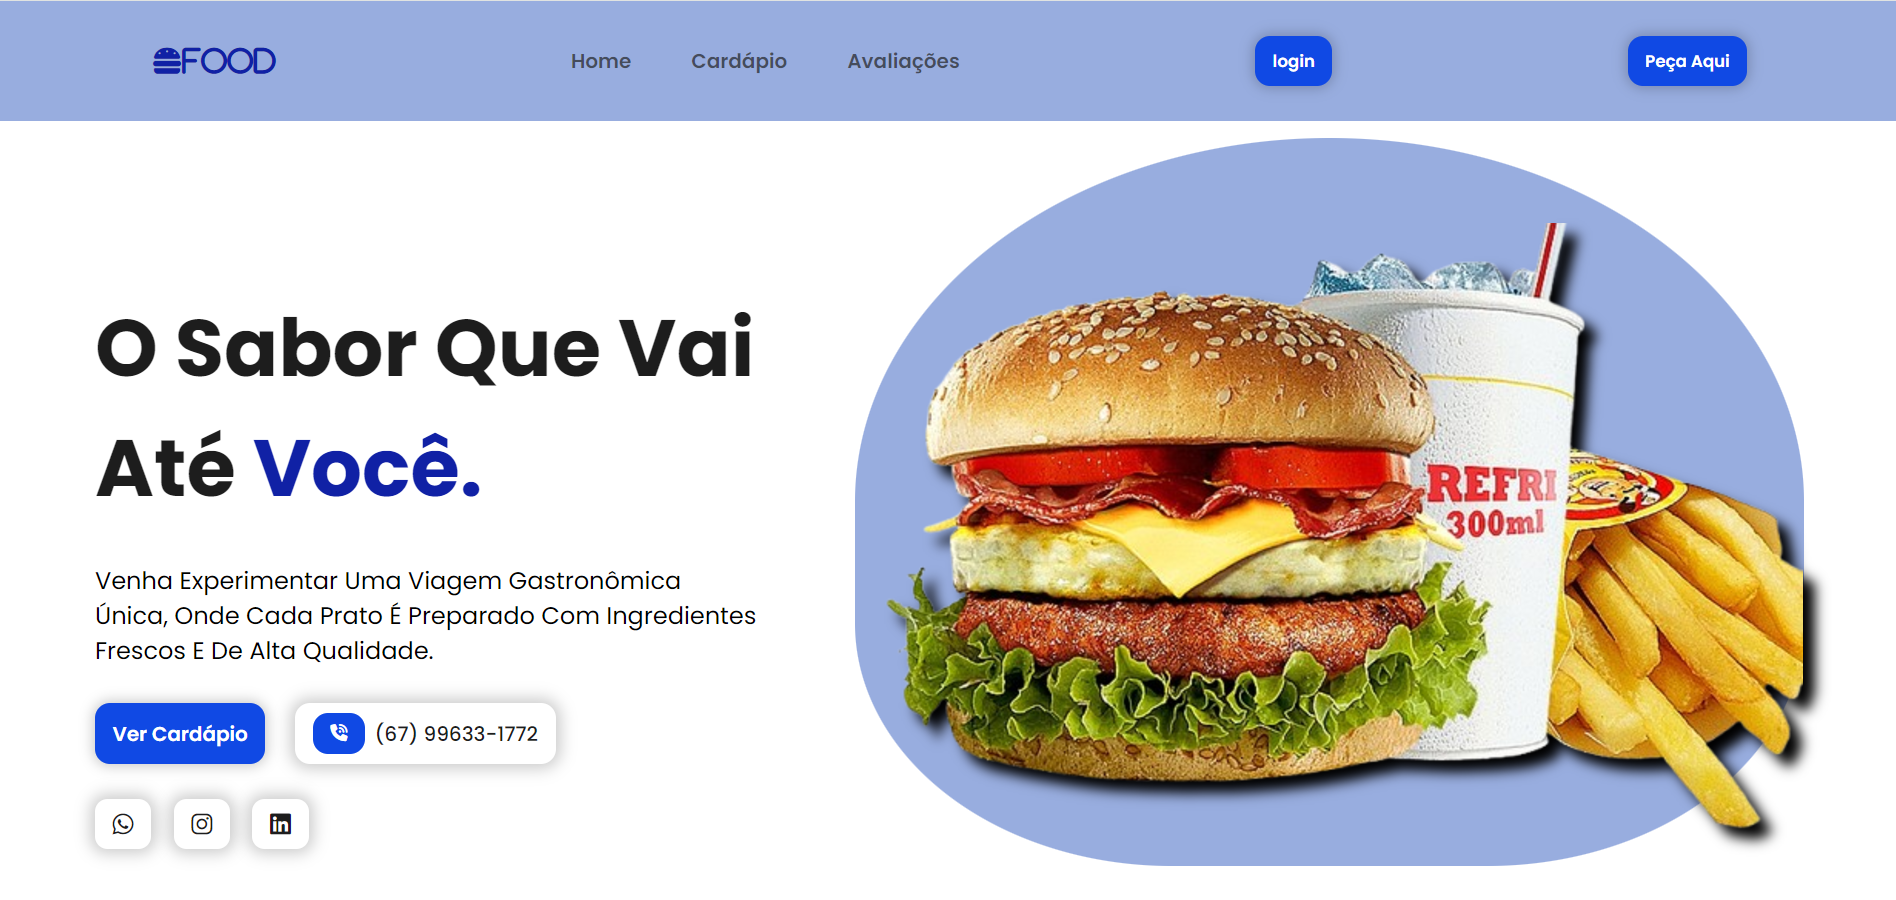 FOOD
Home
Cardápio
Avaliações
login
Peça Aqui
O Sabor Que Vai
Até Você.
Venha Experimentar Uma Viagem Gastronômica
Única, Onde Cada Prato É Preparado Com Ingredientes
Frescos E De Alta Qualidade.
Ver Cardápio
(67) 99633-1772
in
REFRI
300ml